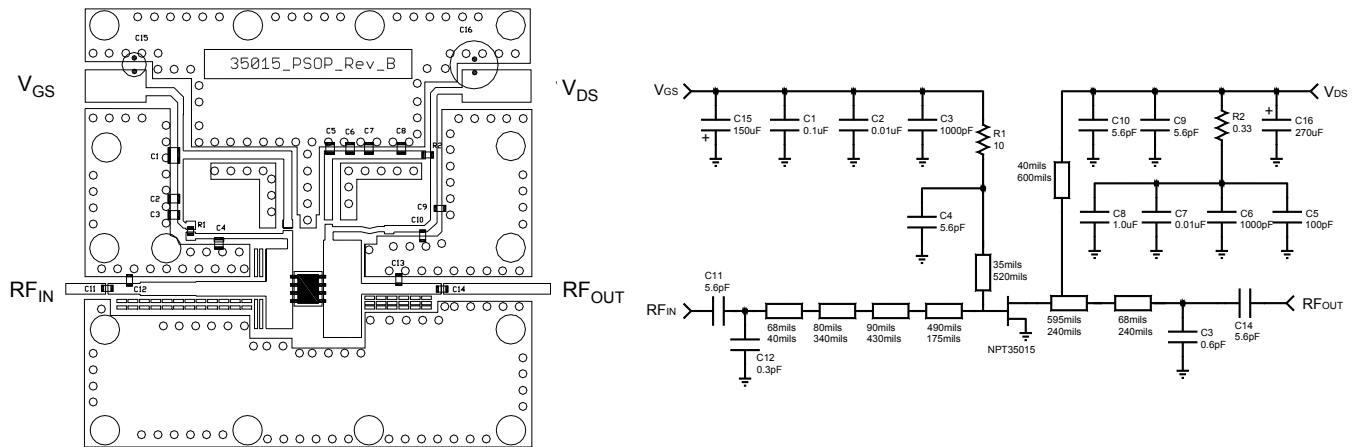 C15
C16
35015_PSOP_Rev_B
VGS
VDS
C5
C6
C7
C8
R2
C1
C2
C3
R1
C4
C9
C10
C13
RFIN
C11
C12
C14
RFOUT
VGS
VDS
C15
150uF
C1
0.1uF
C2
0.01uF
C3
1000pF
R1
10
C10
5.6pF
C9
5.6pF
R2
0.33
C16
270uF
40mils
600mils
C4
5.6pF
C8
1.0uF
C7
0.01uF
C6
1000pF
C5
100pF
35mils
520mils
C11
5.6pF
RFIN
68mils
40mils
80mils
340mils
90mils
430mils
490mils
175mils
NPT35015
595mils
240mils
68mils
240mils
C14
5.6pF
RFOUT
C12
0.3pF
C3
0.6pF